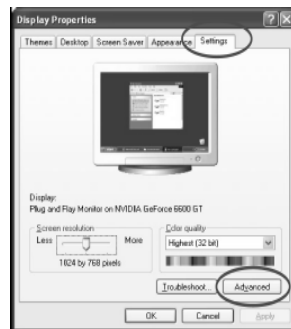 Display Properties
Themes Desktop Screen Saver Appearance Settings
Display:
Plug and Play Monitor on NVIDIA GeForce 6600 GT
Screen resolution
Less More
1024 by 768 pixels
Color quality
Highest (32 bit)
Troubleshoot... Advanced
OK Cancel Apply